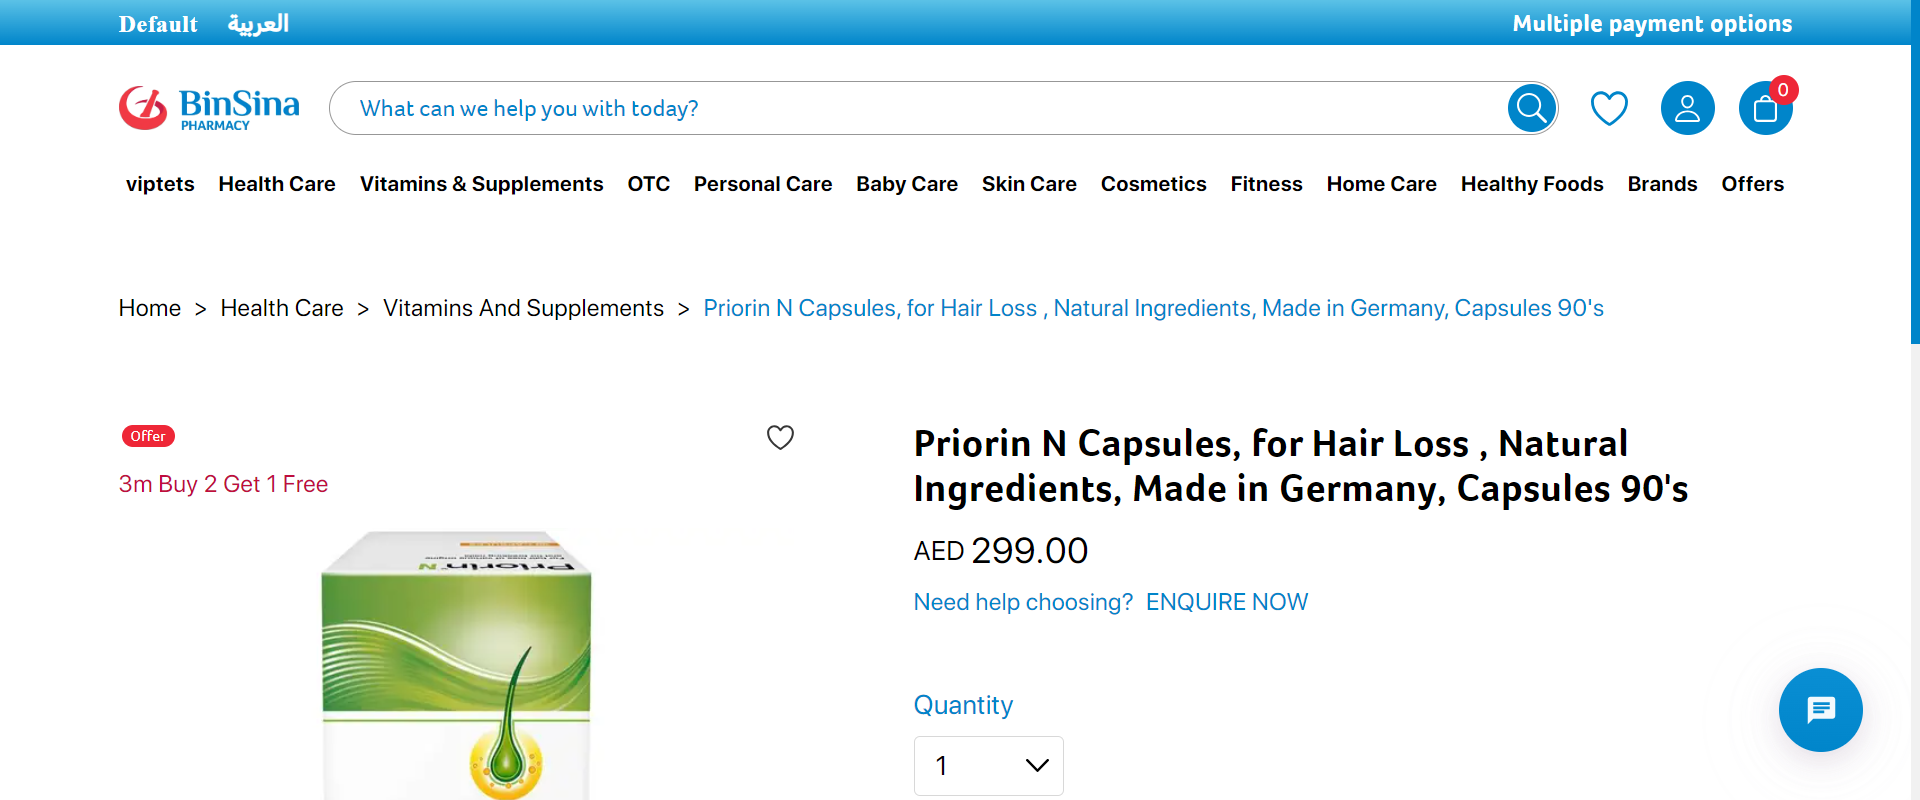 Default العربية
Multiple payment options
BinSina
PHARMACY
What can we help you with today?
0
viptets Health Care Vitamins & Supplements OTC Personal Care Baby Care Skin Care Cosmetics Fitness Home Care Healthy Foods Brands Offers
Home > Health Care > Vitamins And Supplements > Priorin N Capsules, for Hair Loss , Natural Ingredients, Made in Germany, Capsules 90's
Offer
3m Buy 2 Get 1 Free
Priorin N
Priorin N Capsules, for Hair Loss , Natural
Ingredients, Made in Germany, Capsules 90's
AED 299.00
Need help choosing? ENQUIRE NOW
Quantity
1